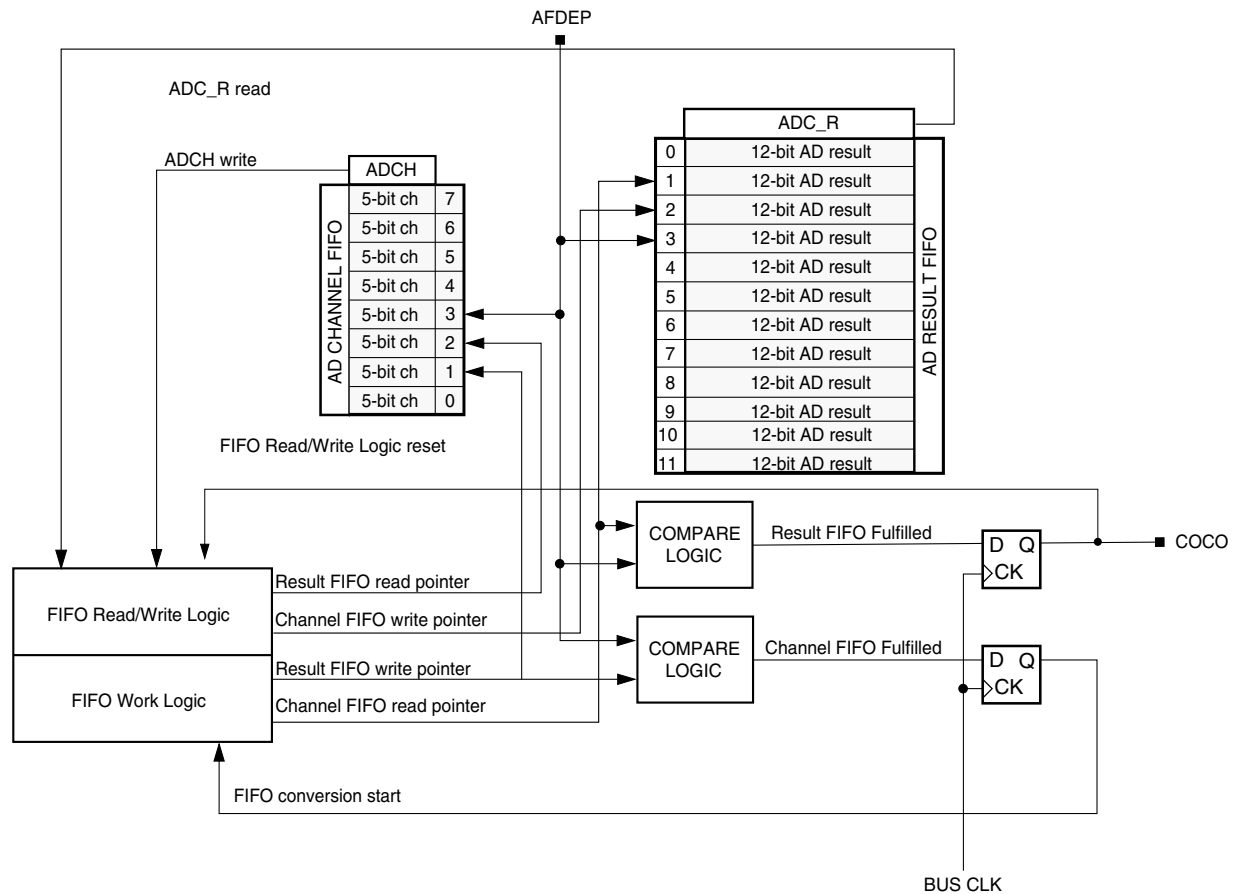 AFDEP
ADC_R read
ADC_R
ADCH write
ADCH
AD CHANNEL FIFO
5-bit ch 7
5-bit ch 6
5-bit ch 5
5-bit ch 4
5-bit ch 3
5-bit ch 2
5-bit ch 1
5-bit ch 0
0 12-bit AD result
1 12-bit AD result
2 12-bit AD result
3 12-bit AD result
4 12-bit AD result
5 12-bit AD result
6 12-bit AD result
7 12-bit AD result
8 12-bit AD result
9 12-bit AD result
10 12-bit AD result
11 12-bit AD result
AD RESULT FIFO
FIFO Read/Write Logic reset
COMPARE
LOGIC
Result FIFO Fulfilled
D Q
CK
COCO
FIFO Read/Write Logic
Result FIFO read pointer
Channel FIFO write pointer
FIFO Work Logic
Result FIFO write pointer
Channel FIFO read pointer
COMPARE
LOGIC
Channel FIFO Fulfilled
D Q
CK
FIFO conversion start
BUS CLK